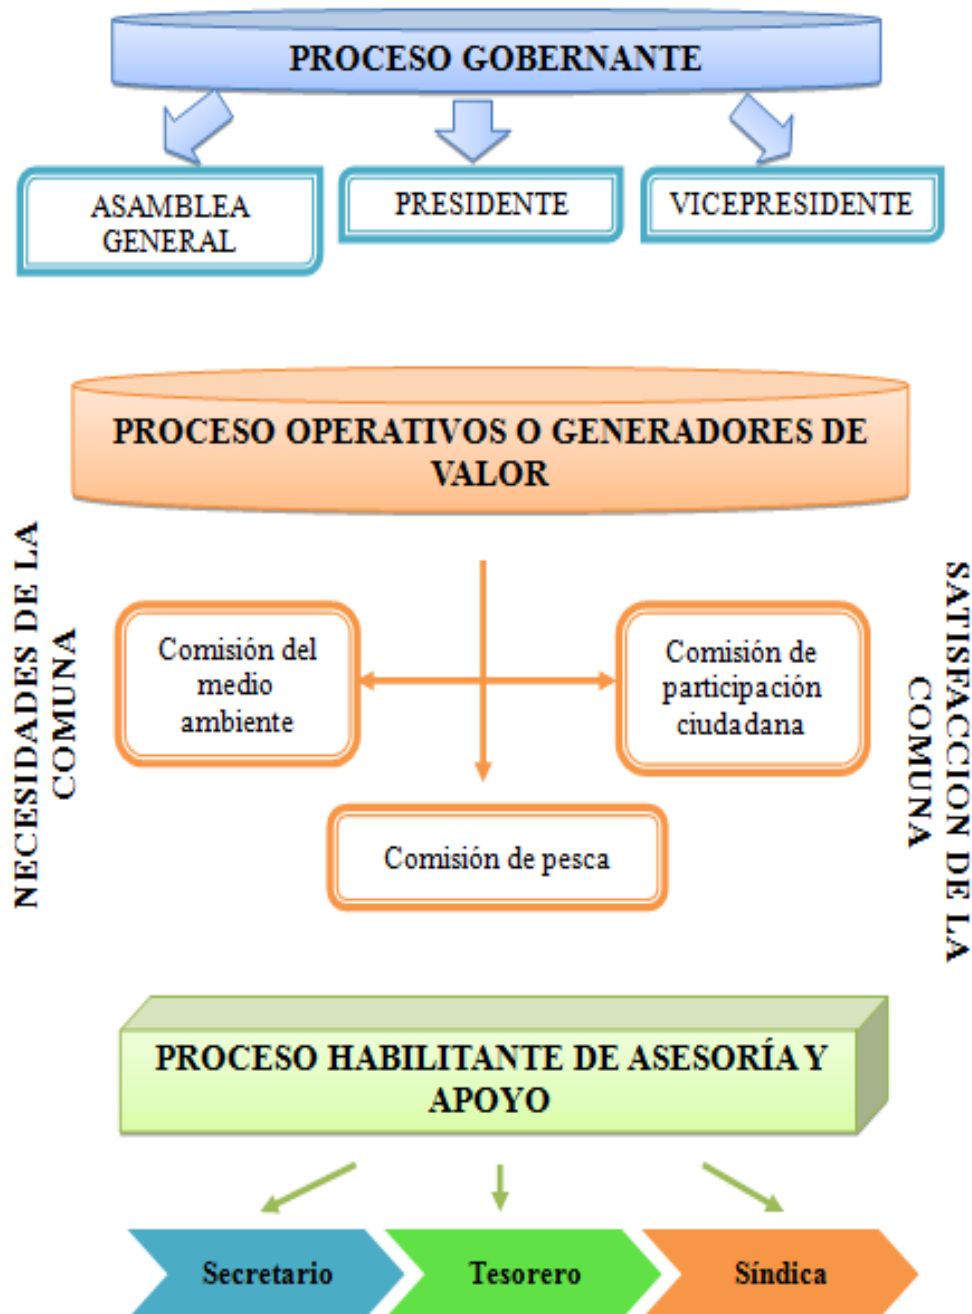 PROCESO GOBERNANTE
ASAMBLEA
GENERAL
PRESIDENTE
VICEPRESIDENTE
PROCESO OPERATIVOS O GENERADORES DE
VALOR
NECESIDADES DE LA
COMUNA
Comisión del
medio
ambiente
Comisión de
participación
ciudadana
SATISFACCION DE LA
COMUNA
Comisión de pesca
PROCESO HABILITANTE DE ASESORÍA Y
APOYO
Secretario
Tesorero
Síndica